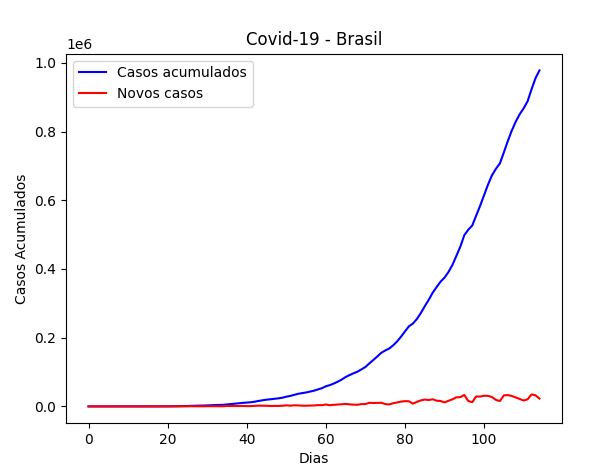 Covid-19 - Brasil
1e6
Casos acumulados
Novos casos
Casos Acumulados
1.0
0.8
0.6
0.4
0.2
0.0
0 20 40 60 80 100
Dias